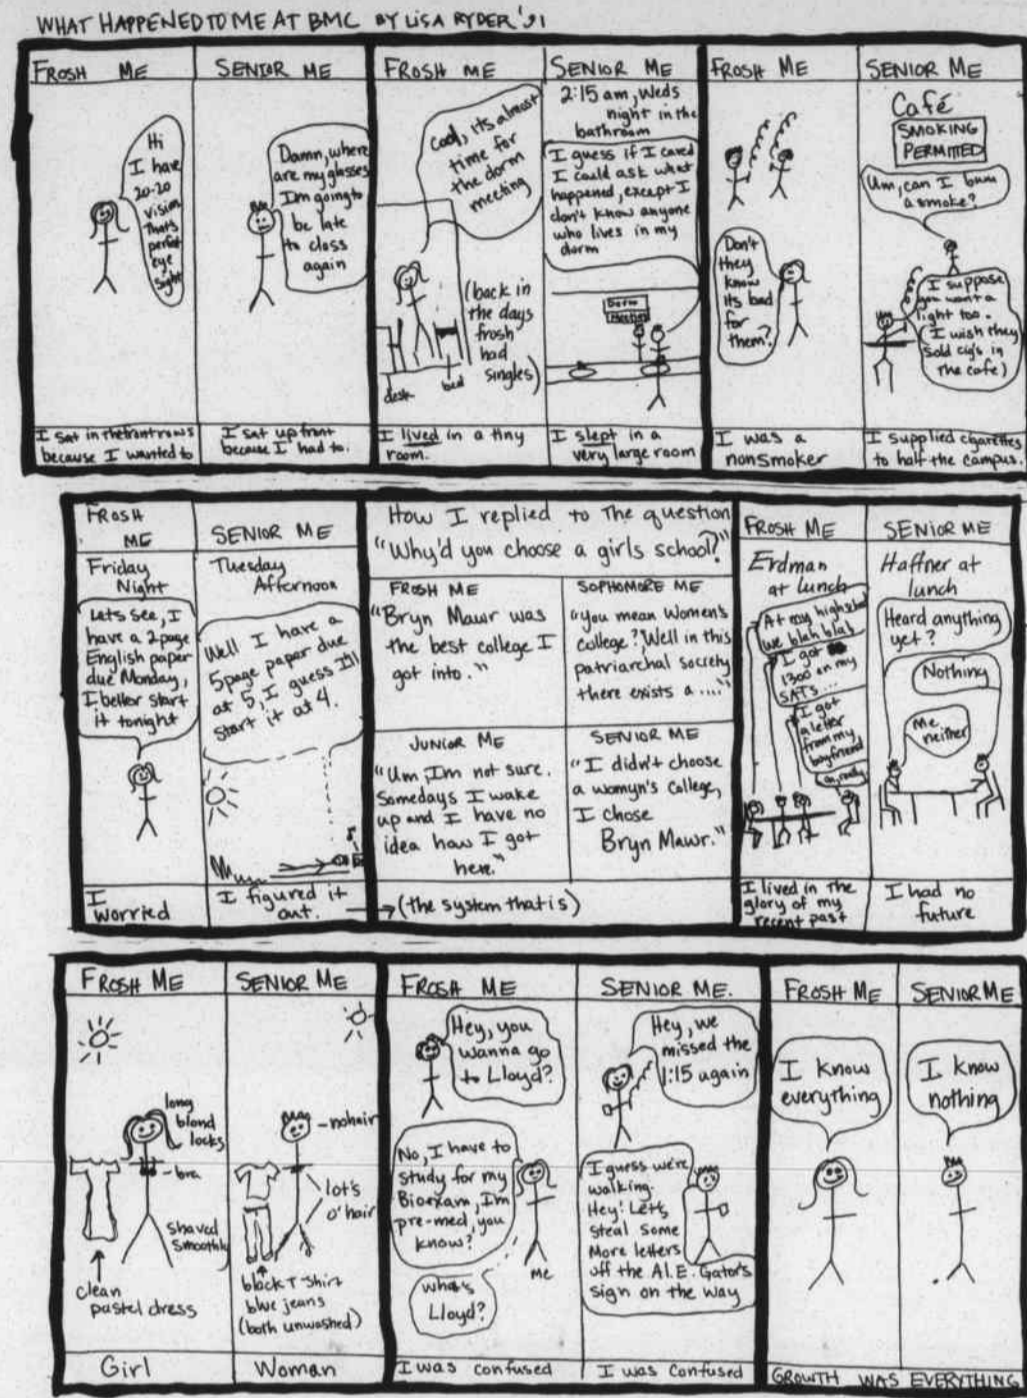 WHAT HAPPENED TO ME AT BMC BY LISA RYDER '91
FROSH ME
Hi
I have
20-20
vision
That's
perfect
eye
sight
I sat in the front rows
because I wanted to
SENIOR ME
Damn, where
are my glasses
I'm going to
be late
to class
again
I sat up front
because I had to.
FROSH ME
Cool, its almost
time for
the dorm
meeting
(back in
the days
frosh
had
singles)
desk
bed
I lived in a tiny
room.
SENIOR ME
2:15 am, Weds
night in the
bathroom
I guess if I cared
I could ask what
happened, except I
don't know anyone
who lives in my
dorm
Dorm
Meeting
I slept in a
very large room
FROSH ME
Don't
they
know
its bad
for
them?
I was a
nonsmoker
SENIOR ME
Café
SMOKING
PERMITTED
Um, can I bum
a smoke?
I suppose
you want a
light too.
(I wish they
sold cig's in
the cafe)
I supplied cigarettes
to half the campus.
FROSH
ME
Friday
Night
Lets see, I
have a 2page
English paper
due Monday,
I better start
it tonight
I
worried
SENIOR ME
Tuesday
Afternoon
Well I have a
5page paper due
at 5, I guess I'll
start it at 4.
I figured it
out. → (the system that is)
How I replied to the question
"Why'd you choose a girls school?"
FROSH ME
"Bryn Mawr was
the best college I
got into."
SOPHOMORE ME
"You mean Women's
college? Well in this
patriarchal society
there exists a ...."
JUNIOR ME
"Um, Im not sure.
Somedays I wake
up and I have no
idea how I got
here."
SENIOR ME
"I didn't choose
a womyn's College,
I chose
Bryn Mawr."
FROSH ME
Erdman
at lunch
At my highschool
we blah blah
I got
1300 on my
SATs...
I got
a letter
from my
boyfriend
oh, really
I lived in the
glory of my
recent past
SENIOR ME
Haffner at
lunch
Heard anything
yet?
Nothing
Me
neither
I had no
future
FROSH ME
long
blond
locks
bra
shaved
smoothly
clean
pastel dress
Girl
SENIOR ME
nohair
lot's
o'hair
black T-shirt
blue jeans
(both unwashed)
Woman
FROSH ME
Hey, you
wanna go
to Lloyd?
No, I have to
study for my
Bioexam, I'm
pre-med, you
know?
what's
Lloyd?
Me
I was confused
SENIOR ME.
Hey, we
missed the
1:15 again
I guess we're
walking.
Hey! Lets,
steal some
More letters
off the Al.E. Gator's
sign on the way
I was confused
FROSH ME
I know
everything
SENIOR ME
I know
nothing
GROWTH WAS EVERYTHING